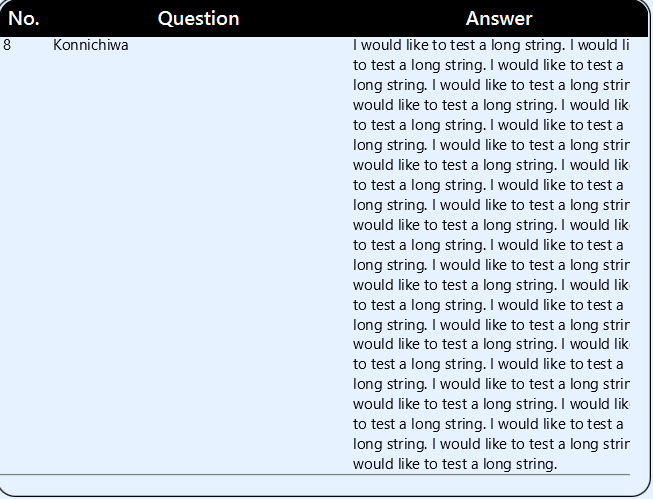 No. Question Answer
8 Konnichiwa I would like to test a long string. I would li
to test a long string. I would like to test a
long string. I would like to test a long strin
would like to test a long string. I would lik
to test a long string. I would like to test a
long string. I would like to test a long strin
would like to test a long string. I would lik
to test a long string. I would like to test a
long string. I would like to test a long strin
would like to test a long string. I would lik
to test a long string. I would like to test a
long string. I would like to test a long strin
would like to test a long string. I would lik
to test a long string. I would like to test a
long string. I would like to test a long strin
would like to test a long string. I would lik
to test a long string. I would like to test a
long string. I would like to test a long strin
would like to test a long string. I would lik
to test a long string. I would like to test a
long string. I would like to test a long strin
would like to test a long string.